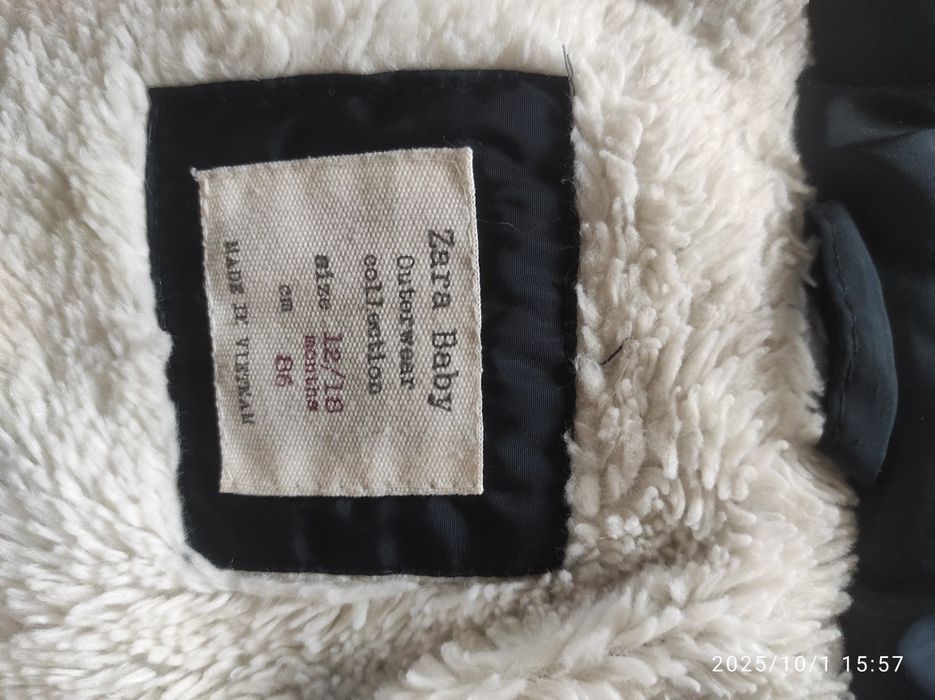 Zara Baby
Outerwear
collection
size 12/18
months
cm 86
MADE IN VIETNAM
2025/10/1 15:57